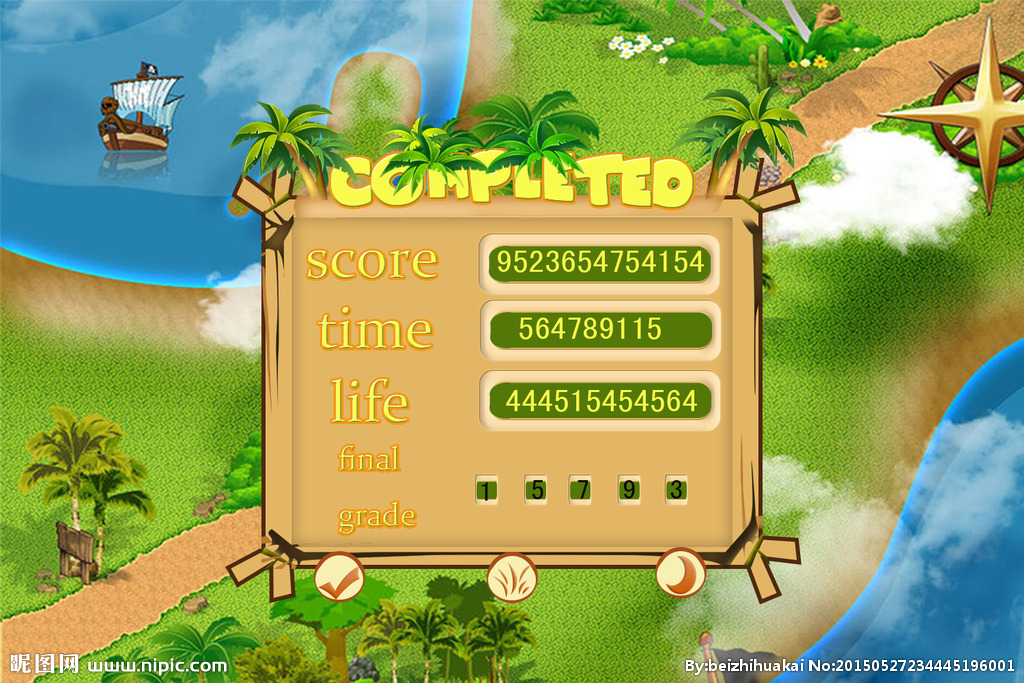 COMPLETED
score 9523654754154
time 564789115
life 444515454564
final
1 5 7 9 3
grade
昵图网 www.nipic.com
By:beizhihuakai No:20150527234445196001